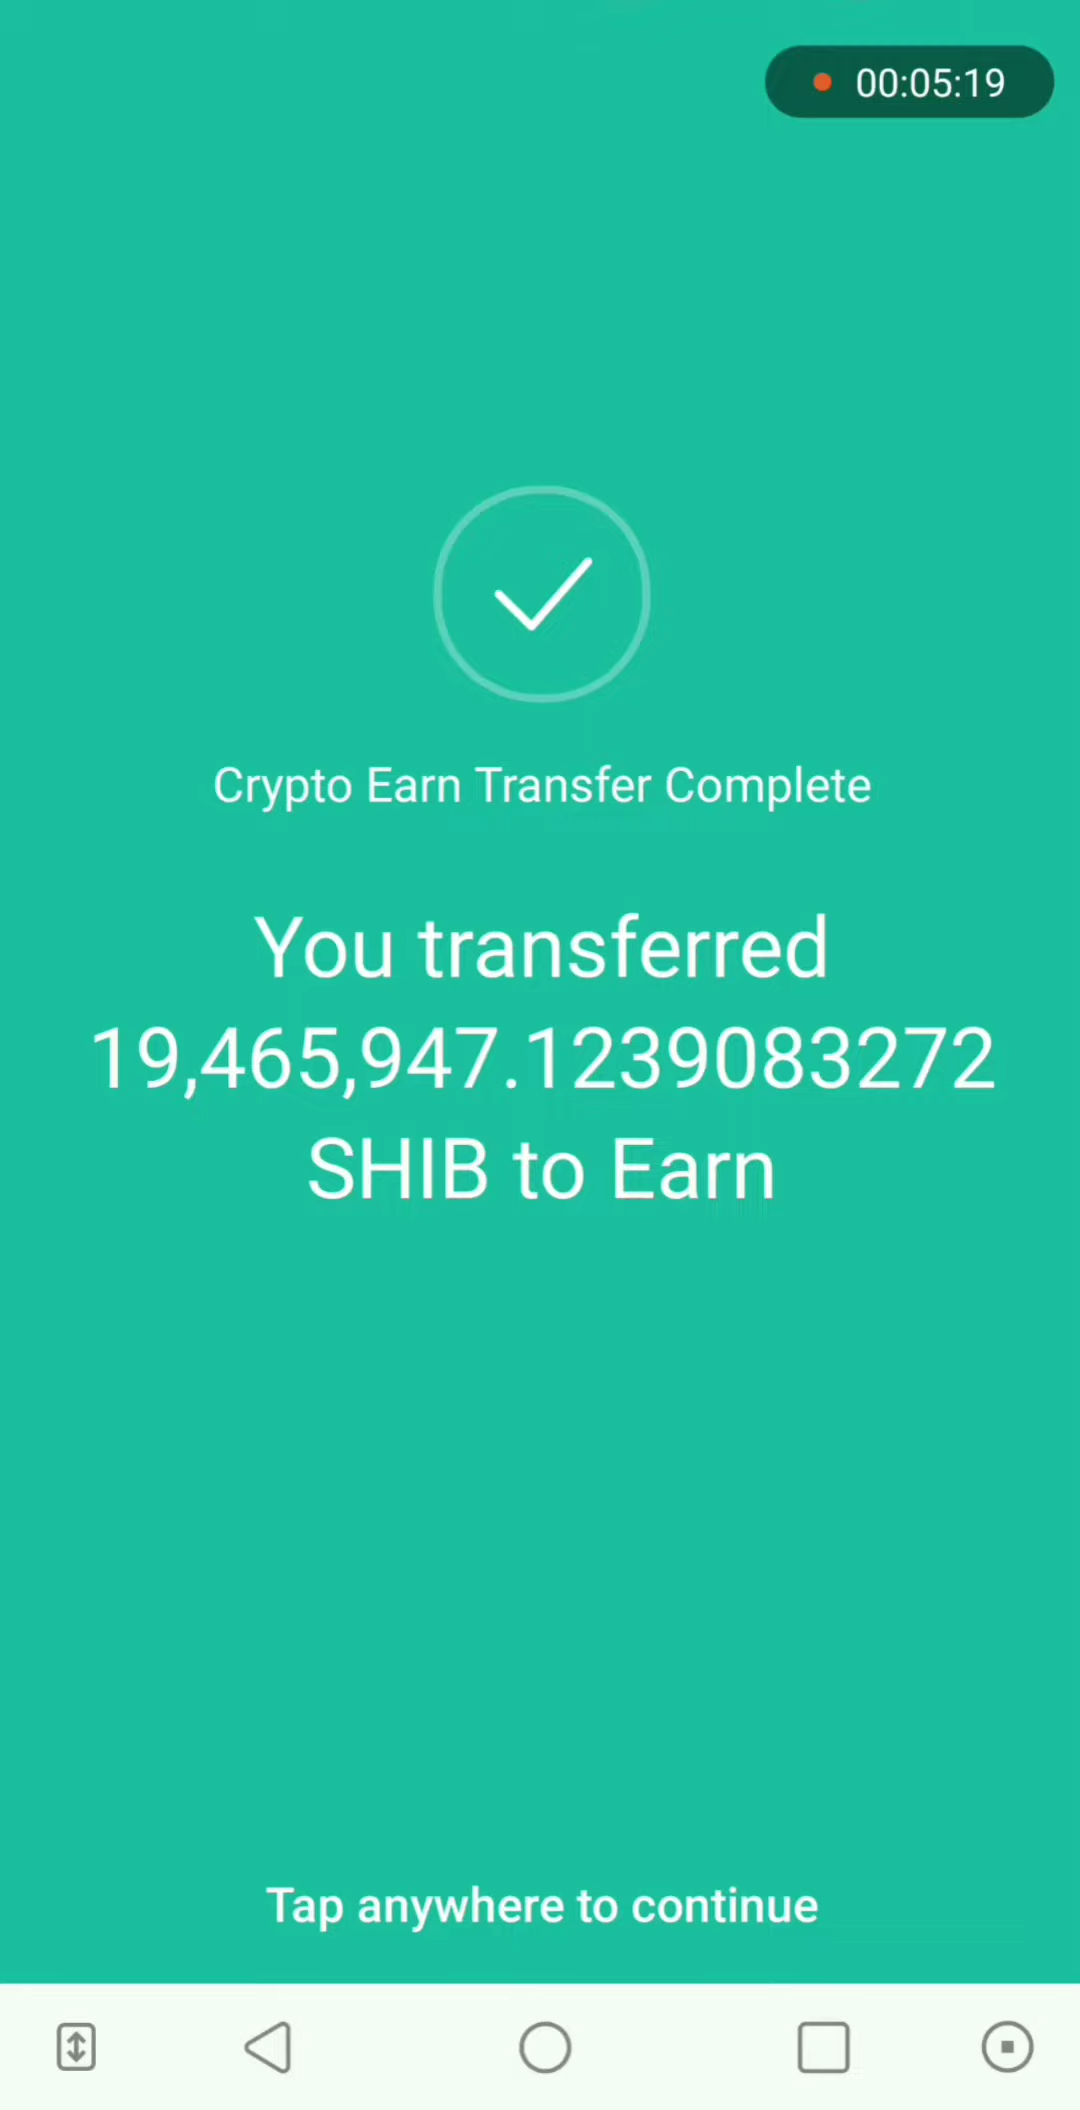 00:05:19
Crypto Earn Transfer Complete
You transferred
19,465,947.1239083272
SHIB to Earn
Tap anywhere to continue